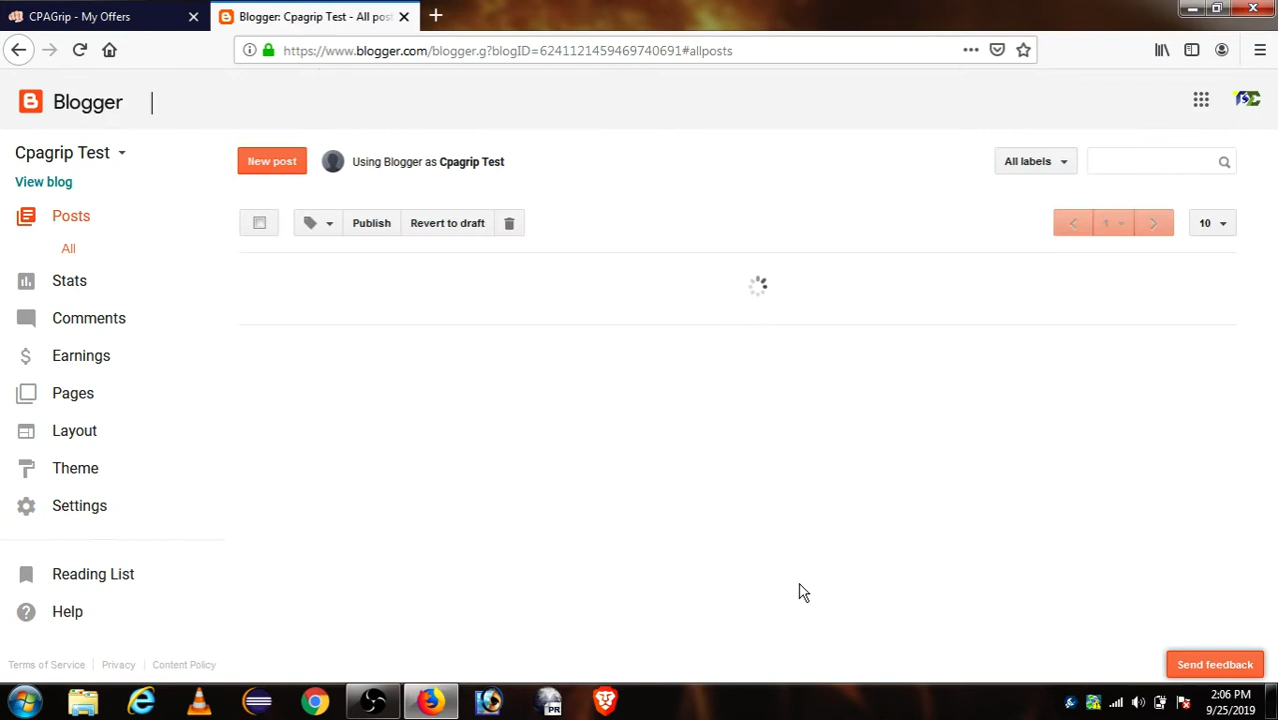 CPAGrip - My Offers
Blogger: Cpagrip Test - All post
https://www.blogger.com/blogger.g?blogID=6241121459469740691#allposts
Blogger
Cpagrip Test
View blog
New post
Using Blogger as Cpagrip Test
All labels
Posts
All
Publish
Revert to draft
1
10
Stats
Comments
Earnings
Pages
Layout
Theme
Settings
Reading List
Help
Terms of Service
Privacy
Content Policy
Send feedback
PR
2:06 PM
9/25/2019